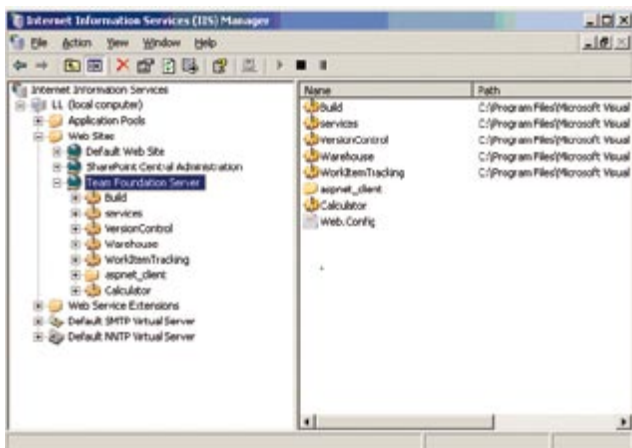 Internet Information Services (IIS) Manager
File Action View Window Help
Internet Information Services
LL (local computer)
Application Pools
Web Sites
Default Web Site
SharePoint Central Administration
Team Foundation Server
Build
services
VersionControl
Warehouse
WorkItemTracking
aspnet_client
Calculator
Web Service Extensions
Default SMTP Virtual Server
Default NNTP Virtual Server
Name Path
Build C:\Program Files\Microsoft Visual
services C:\Program Files\Microsoft Visual
VersionControl C:\Program Files\Microsoft Visual
Warehouse C:\Program Files\Microsoft Visual
WorkItemTracking C:\Program Files\Microsoft Visual
aspnet_client
Calculator
Web.Config